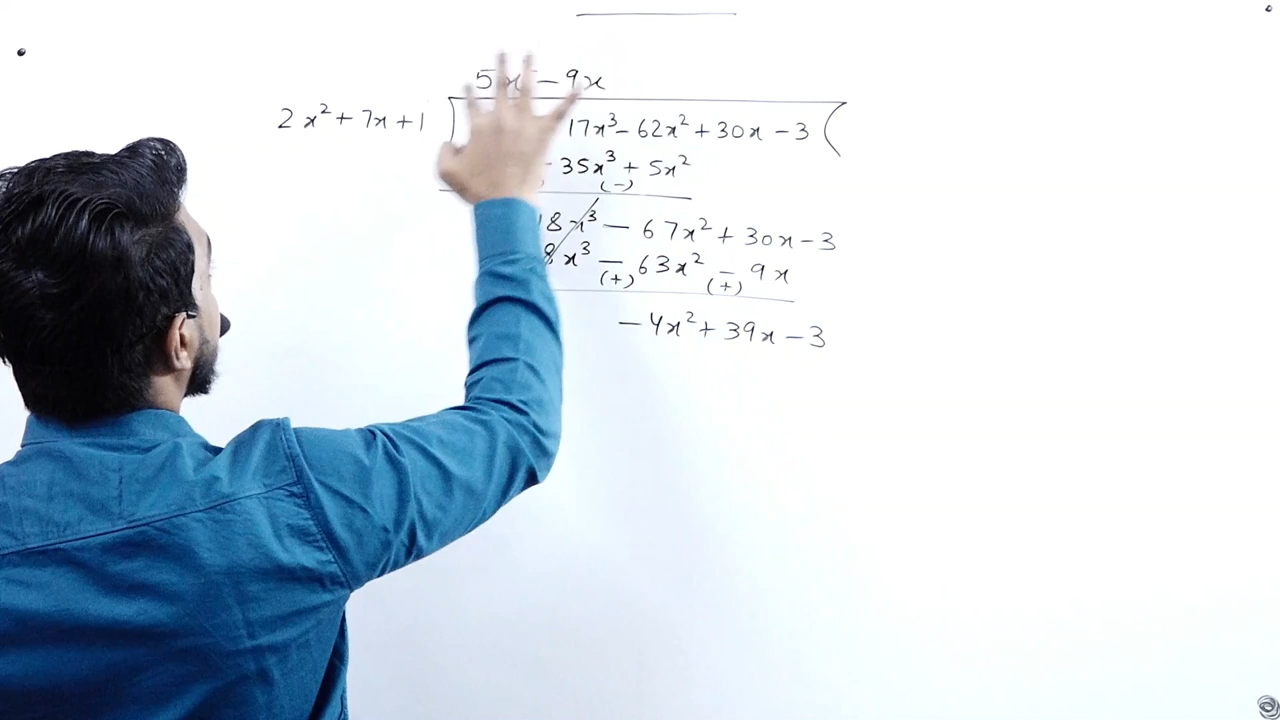 5x² - 9x
2x² + 7x + 1 ) 17x³ - 62x² + 30x - 3 (
35x³ + 5x²
(-)
18x³ - 67x² + 30x - 3
8x³ - 63x² - 9x
(+) (+)
- 4x² + 39x - 3